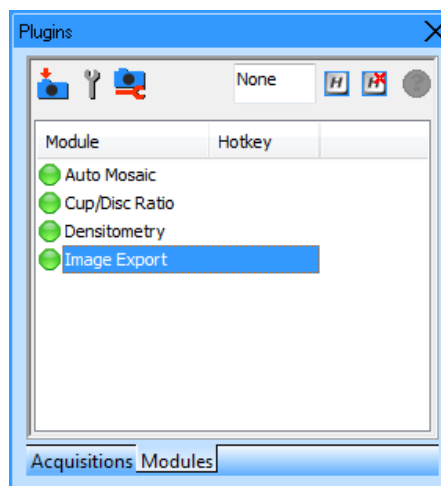 Plugins
None
H H ?
Module Hotkey
Auto Mosaic
Cup/Disc Ratio
Densitometry
Image Export
Acquisitions Modules